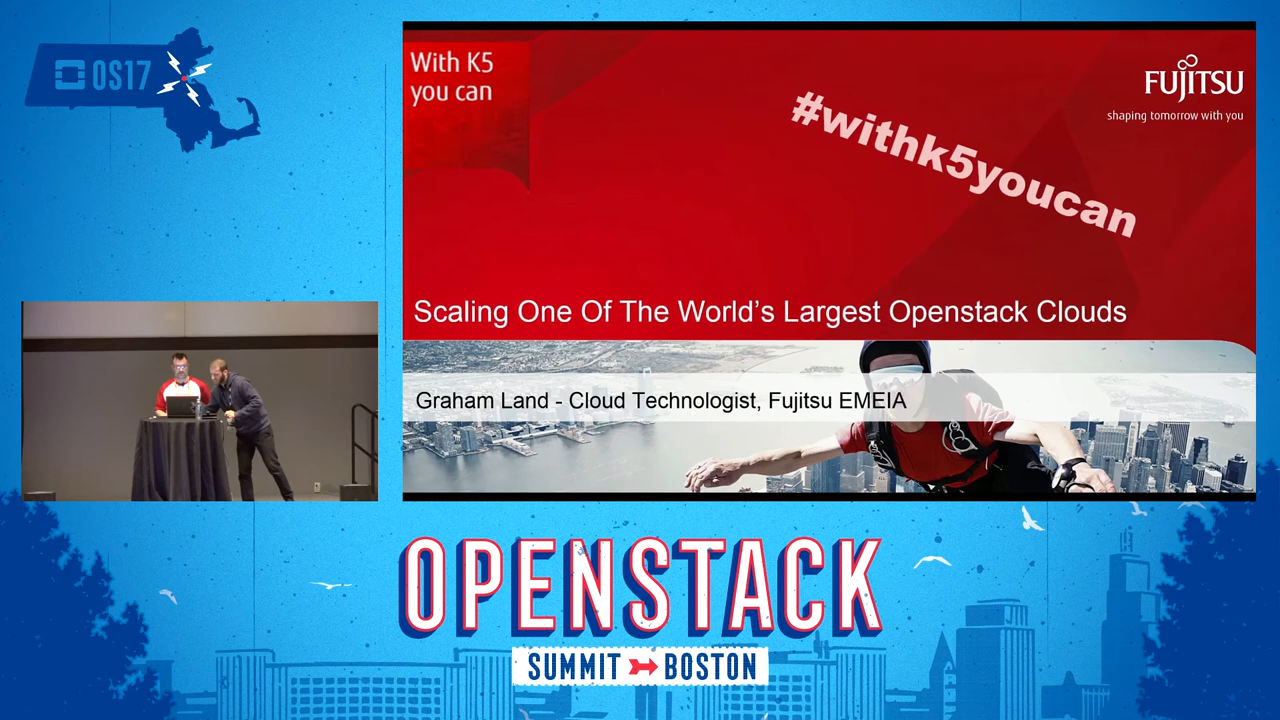 OS17
With K5
you can
FUJITSU
shaping tomorrow with you
#withk5youcan
Scaling One Of The World's Largest Openstack Clouds
Graham Land - Cloud Technologist, Fujitsu EMEIA
OPENSTACK
SUMMIT BOSTON